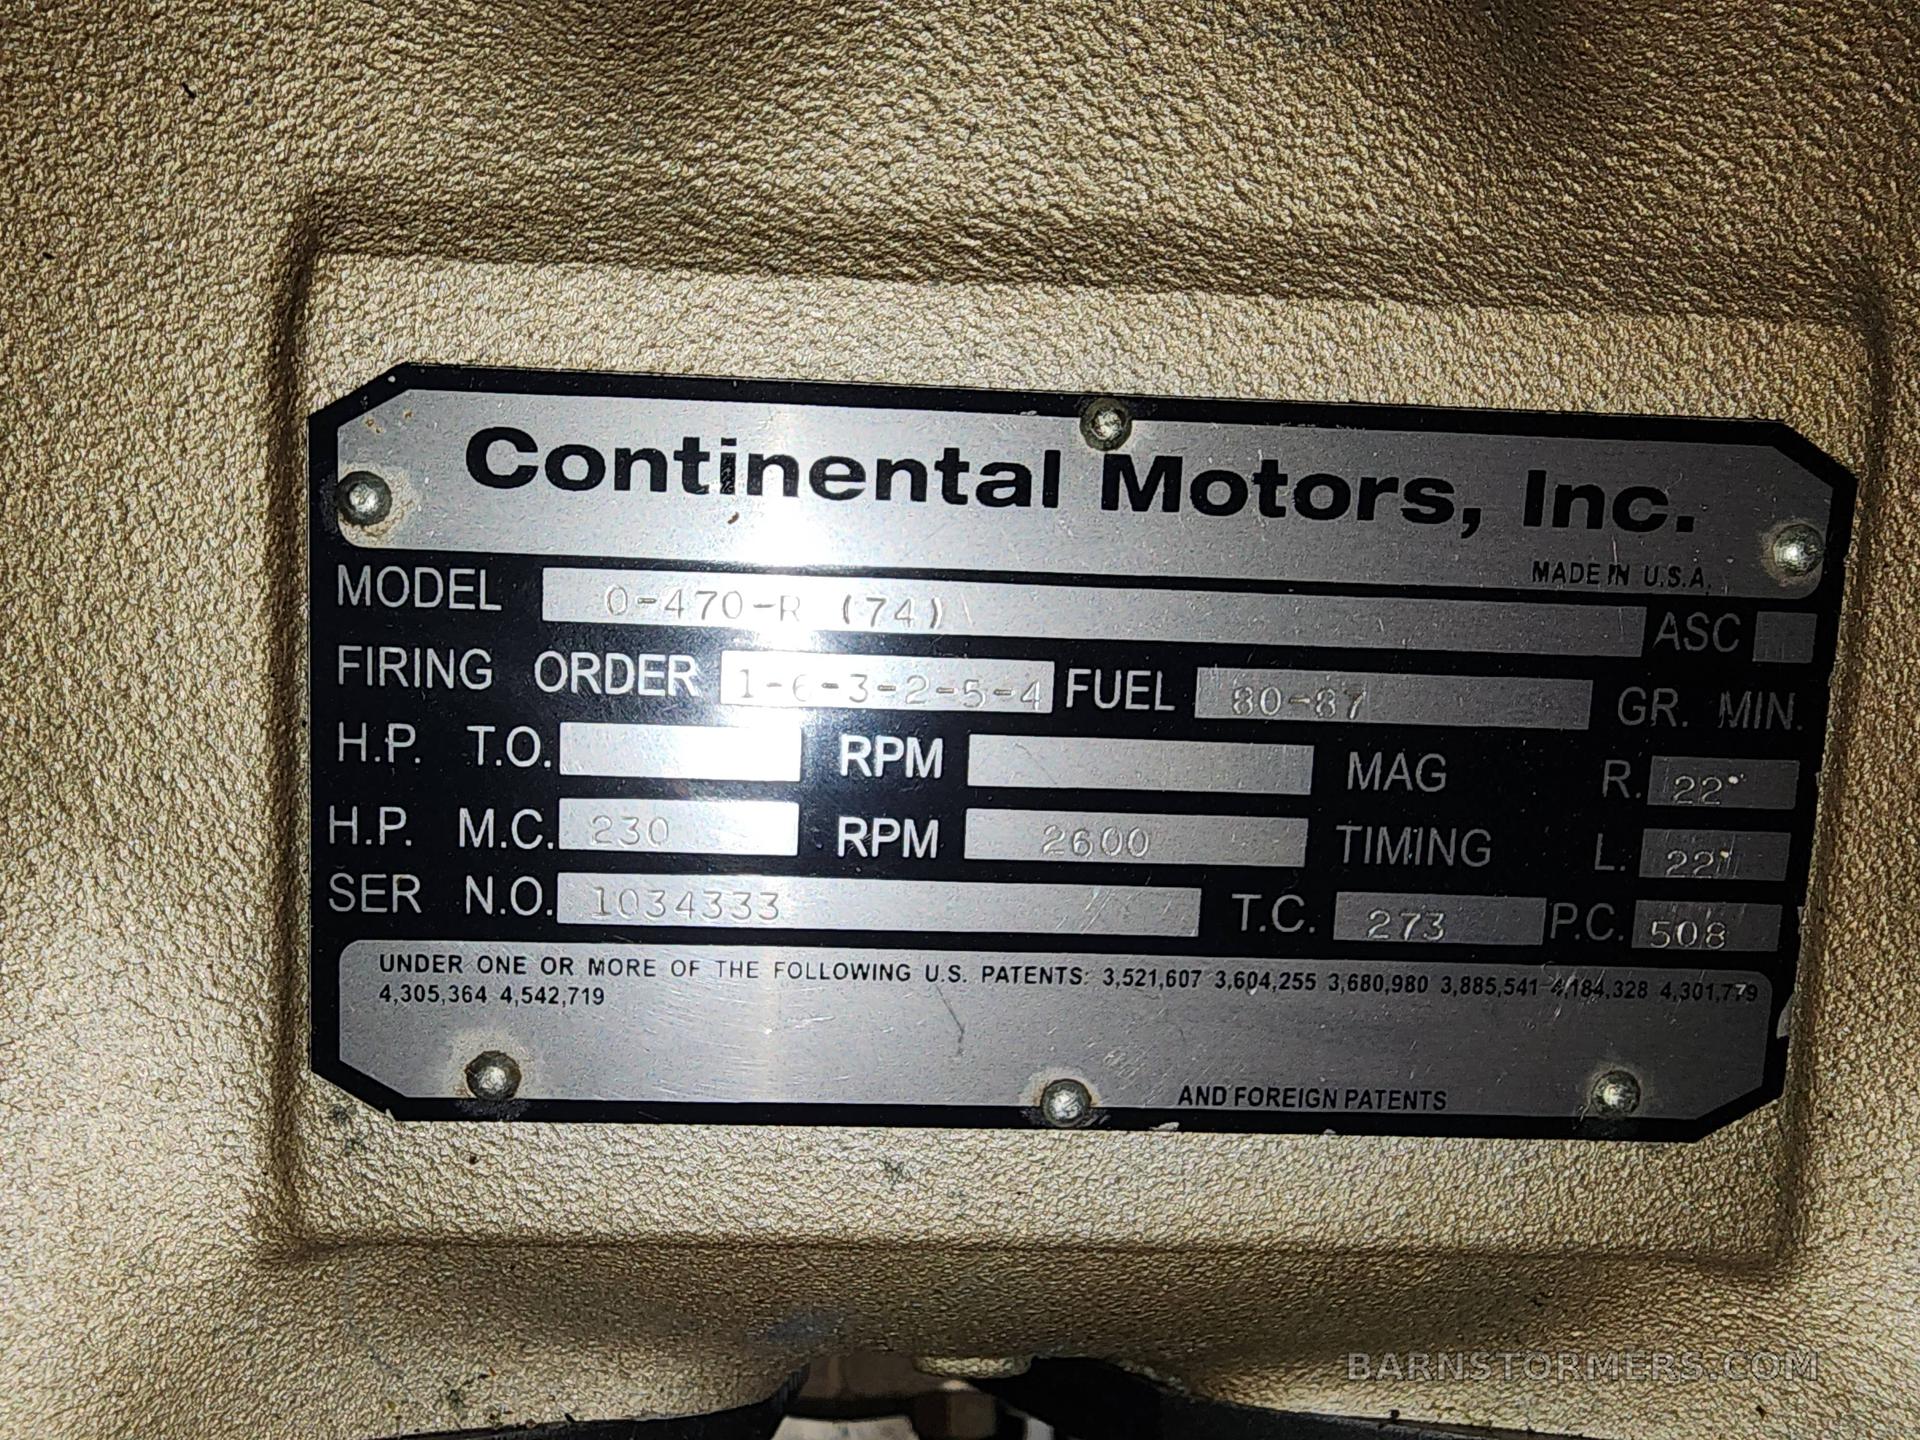 Continental Motors, Inc.
MADE IN U.S.A.
MODEL O-470-R (74) ASC
FIRING ORDER 1-6-3-2-5-4 FUEL 80-87 GR. MIN.
H.P. T.O. RPM MAG R. 22°
H.P. M.C. 230 RPM 2600 TIMING L. 22°
SER N.O. 1034333 T.C. 273 P.C. 508
UNDER ONE OR MORE OF THE FOLLOWING U.S. PATENTS: 3,521,607 3,604,255 3,680,980 3,885,541 4,184,328 4,301,779
4,305,364 4,542,719
AND FOREIGN PATENTS
BARNSTORMERS.COM